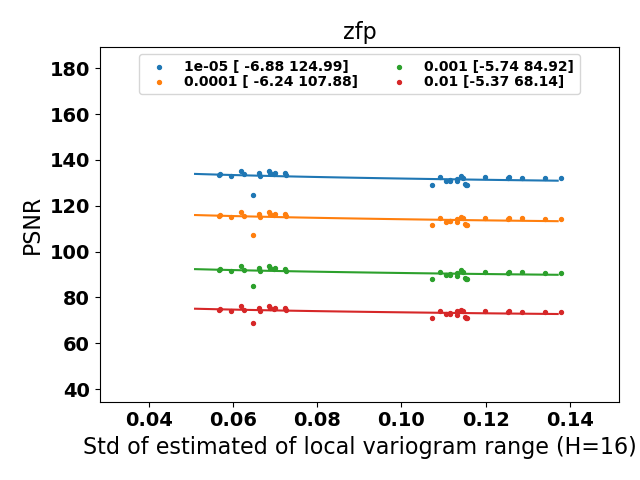 zfp
1e-05 [ -6.88 124.99]
0.0001 [ -6.24 107.88]
0.001 [-5.74 84.92]
0.01 [-5.37 68.14]
PSNR
180
160
140
120
100
80
60
40
0.04 0.06 0.08 0.10 0.12 0.14
Std of estimated of local variogram range (H=16)